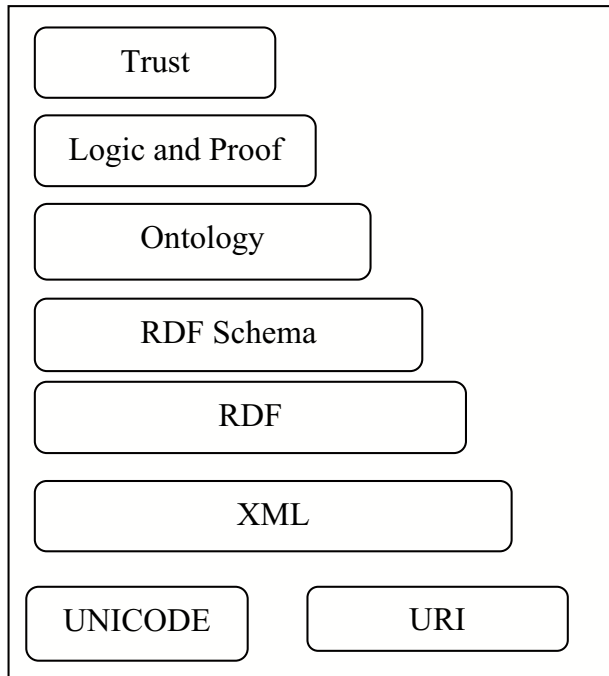 Trust
Logic and Proof
Ontology
RDF Schema
RDF
XML
UNICODE
URI